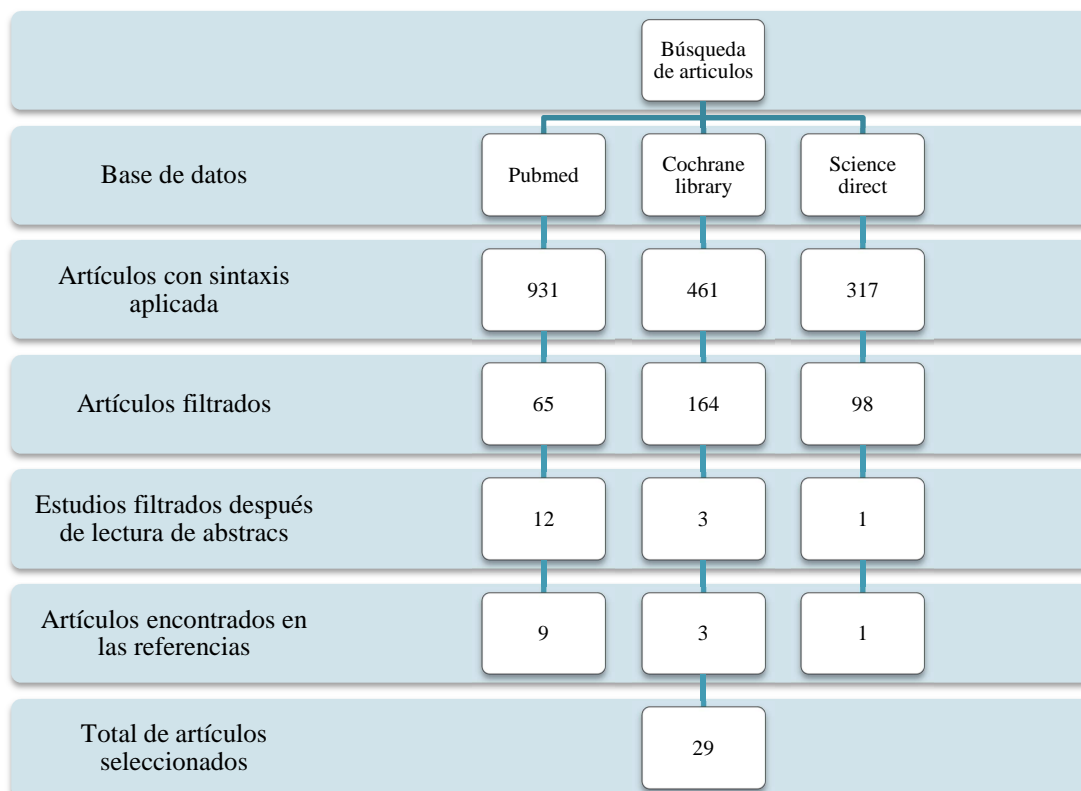 Búsqueda
de articulos
Base de datos
Pubmed
Cochrane
library
Science
direct
Artículos con sintaxis
aplicada
931
461
317
Artículos filtrados
65
164
98
Estudios filtrados después
de lectura de abstracs
12
3
1
Artículos encontrados en
las referencias
9
3
1
Total de artículos
seleccionados
29